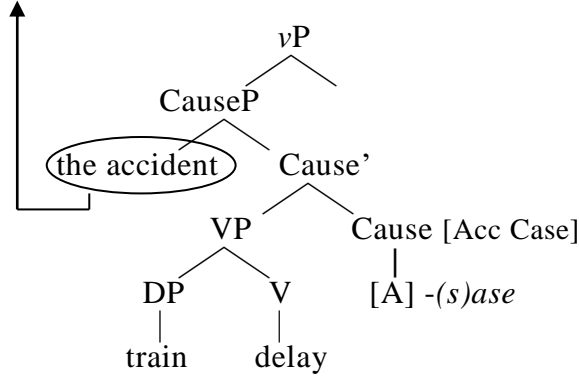 vP
CauseP
the accident Cause’
VP Cause [Acc Case]
DP V [A] -(s)ase
train delay